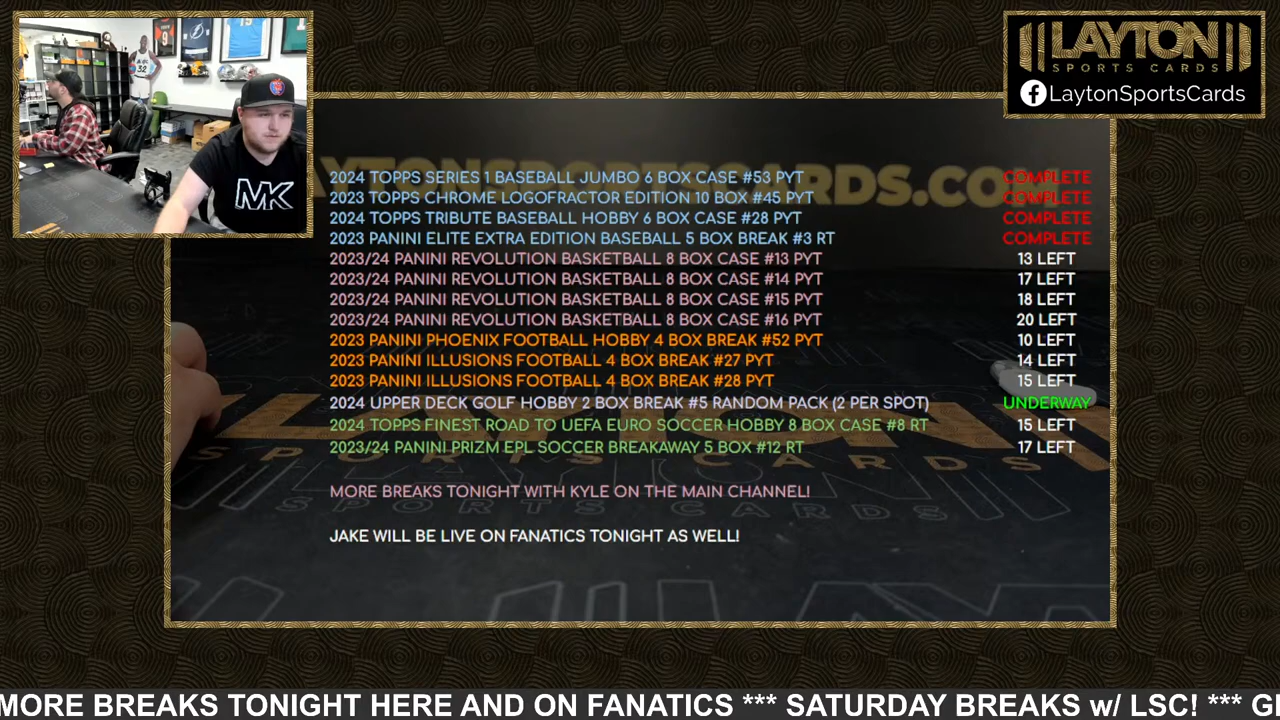 LAYTON
SPORTS CARDS
LaytonSportsCards
MK
LAYTONSPORTSCARDS.CO
2024 TOPPS SERIES 1 BASEBALL JUMBO 6 BOX CASE #53 PYT COMPLETE
2023 TOPPS CHROME LOGOFRACTOR EDITION 10 BOX #45 PYT COMPLETE
2024 TOPPS TRIBUTE BASEBALL HOBBY 6 BOX CASE #28 PYT COMPLETE
2023 PANINI ELITE EXTRA EDITION BASEBALL 5 BOX BREAK #3 RT COMPLETE
2023/24 PANINI REVOLUTION BASKETBALL 8 BOX CASE #13 PYT 13 LEFT
2023/24 PANINI REVOLUTION BASKETBALL 8 BOX CASE #14 PYT 17 LEFT
2023/24 PANINI REVOLUTION BASKETBALL 8 BOX CASE #15 PYT 18 LEFT
2023/24 PANINI REVOLUTION BASKETBALL 8 BOX CASE #16 PYT 20 LEFT
2023 PANINI PHOENIX FOOTBALL HOBBY 4 BOX BREAK #52 PYT 10 LEFT
2023 PANINI ILLUSIONS FOOTBALL 4 BOX BREAK #27 PYT 14 LEFT
2023 PANINI ILLUSIONS FOOTBALL 4 BOX BREAK #28 PYT 15 LEFT
2024 UPPER DECK GOLF HOBBY 2 BOX BREAK #5 RANDOM PACK (2 PER SPOT) UNDERWAY
2024 TOPPS FINEST ROAD TO UEFA EURO SOCCER HOBBY 8 BOX CASE #8 RT 15 LEFT
2023/24 PANINI PRIZM EPL SOCCER BREAKAWAY 5 BOX #12 RT 17 LEFT
MORE BREAKS TONIGHT WITH KYLE ON THE MAIN CHANNEL!
JAKE WILL BE LIVE ON FANATICS TONIGHT AS WELL!
MORE BREAKS TONIGHT HERE AND ON FANATICS *** SATURDAY BREAKS w/ LSC! *** G